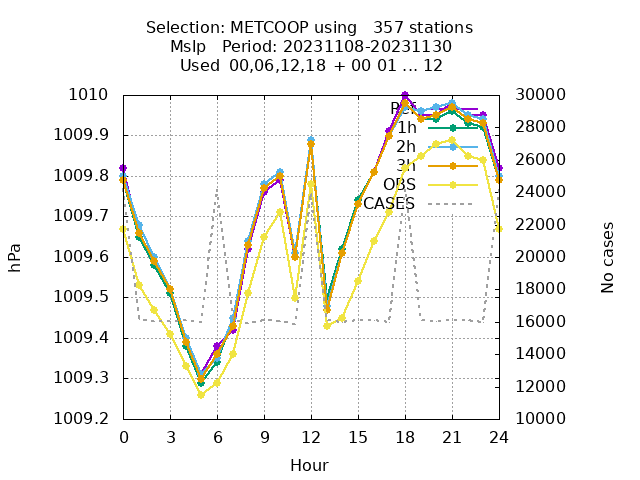 Selection: METCOOP using   357 stations
Mslp   Period: 20231108-20231130
Used  00,06,12,18 + 00 01 ... 12
1010
1009.9
1009.8
1009.7
1009.6
1009.5
1009.4
1009.3
1009.2
hPa
Ref
1h
2h
3h
OBS
CASES
30000
28000
26000
24000
22000
20000
18000
16000
14000
12000
10000
No cases
0 3 6 9 12 15 18 21 24
Hour